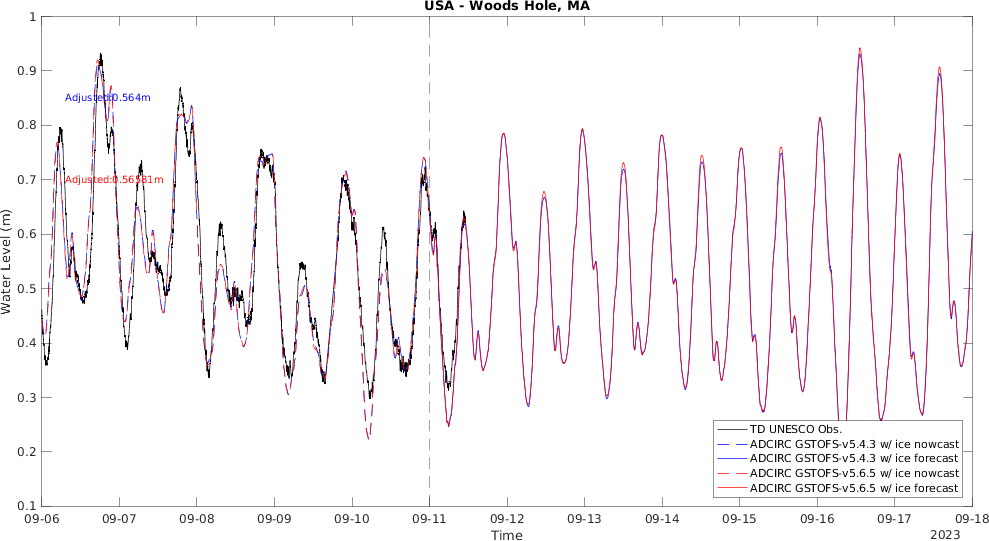 USA - Woods Hole, MA
Water Level (m)
1
0.9
0.8
0.7
0.6
0.5
0.4
0.3
0.2
0.1
Adjusted:0.564m
Adjusted:0.56581m
TD UNESCO Obs.
ADCIRC GSTOFS-v5.4.3 w/ ice nowcast
ADCIRC GSTOFS-v5.4.3 w/ ice forecast
ADCIRC GSTOFS-v5.6.5 w/ ice nowcast
ADCIRC GSTOFS-v5.6.5 w/ ice forecast
09-06 09-07 09-08 09-09 09-10 09-11 09-12 09-13 09-14 09-15 09-16 09-17 09-18
Time
2023